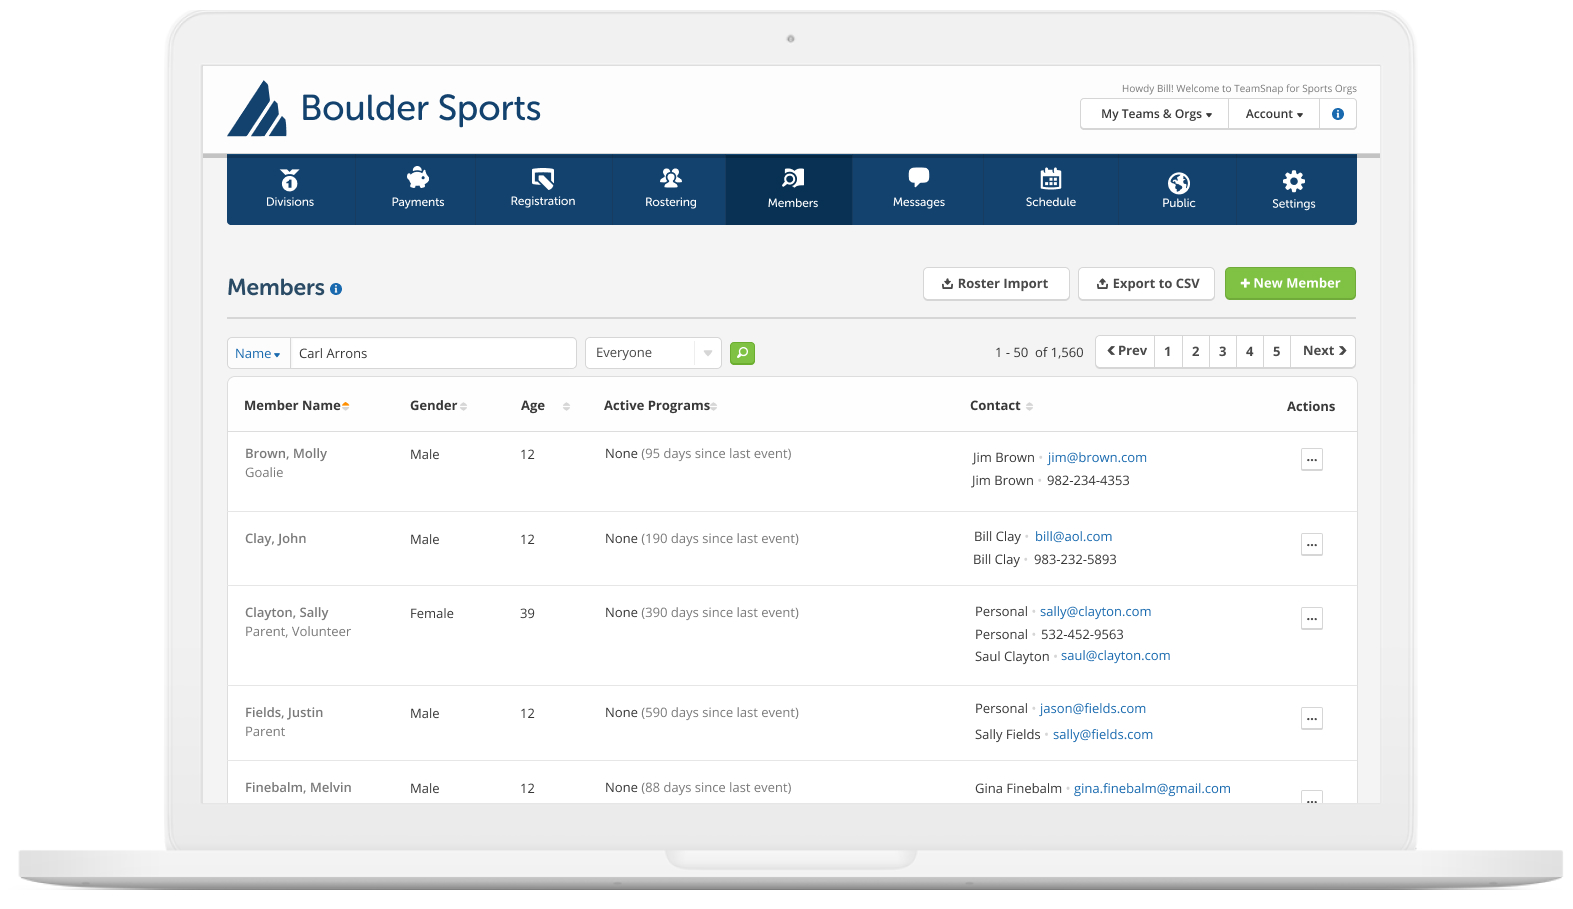 Boulder Sports
Howdy Bill! Welcome to TeamSnap for Sports Orgs
My Teams & Orgs Account
Divisions Payments Registration Rostering Members Messages Schedule Public Settings
Members
Roster Import Export to CSV + New Member
Name Carl Arrons Everyone 1 - 50 of 1,560 Prev 1 2 3 4 5 Next
Member Name Gender Age Active Programs Contact Actions
Brown, Molly Male 12 None (95 days since last event) Jim Brown • jim@brown.com ...
Goalie Jim Brown • 982-234-4353
Clay, John Male 12 None (190 days since last event) Bill Clay • bill@aol.com ...
Bill Clay • 983-232-5893
Clayton, Sally Female 39 None (390 days since last event) Personal • sally@clayton.com ...
Parent, Volunteer Personal • 532-452-9563
Saul Clayton • saul@clayton.com
Fields, Justin Male 12 None (590 days since last event) Personal • jason@fields.com ...
Parent Sally Fields • sally@fields.com
Finebalm, Melvin Male 12 None (88 days since last event) Gina Finebalm • gina.finebalm@gmail.com ...